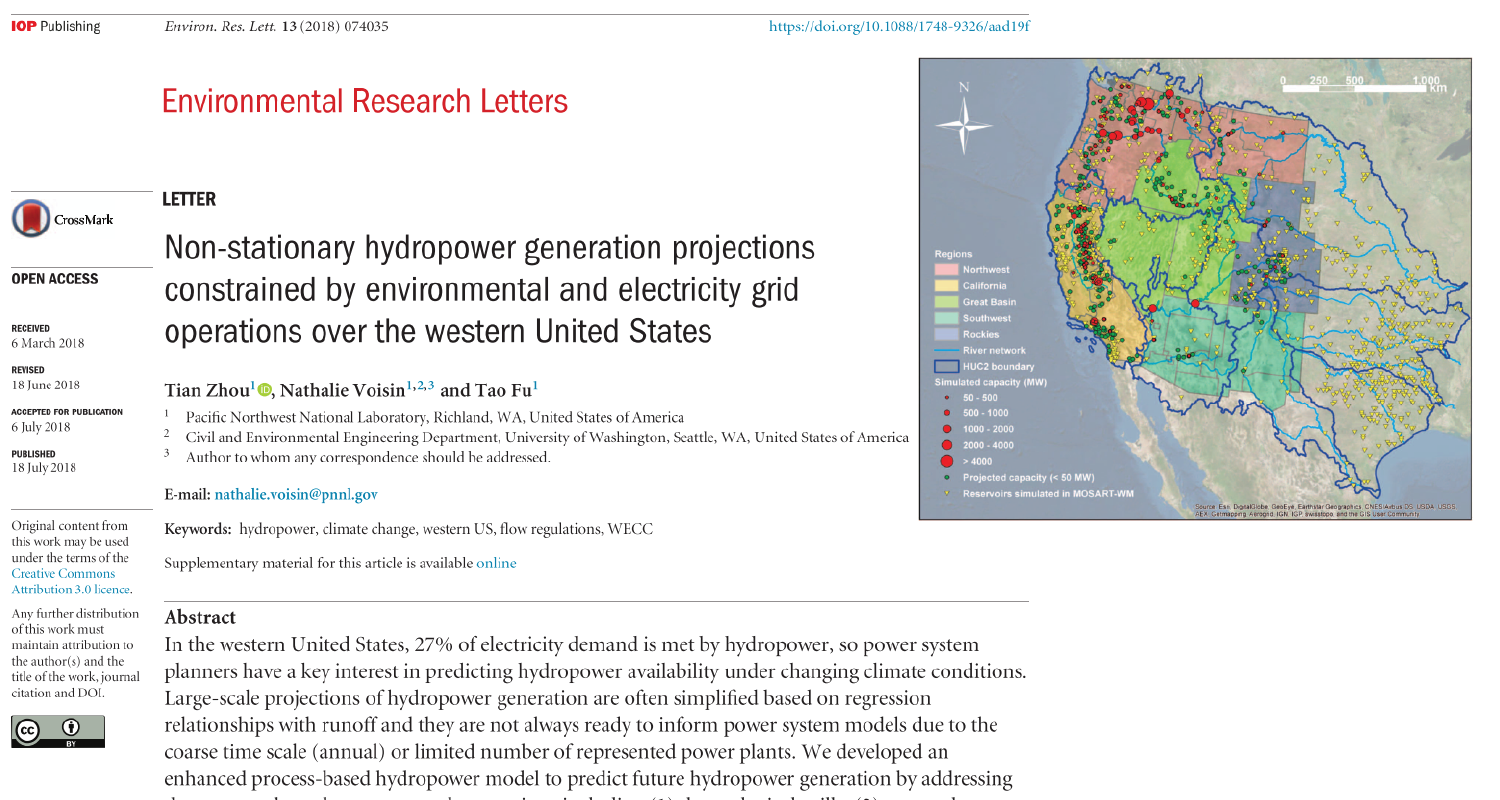 IOP Publishing
Environ. Res. Lett. 13 (2018) 074035
https://doi.org/10.1088/1748-9326/aad19f
Environmental Research Letters
CrossMark
OPEN ACCESS
RECEIVED
6 March 2018
REVISED
18 June 2018
ACCEPTED FOR PUBLICATION
6 July 2018
PUBLISHED
18 July 2018
Original content from
this work may be used
under the terms of the
Creative Commons
Attribution 3.0 licence.
Any further distribution
of this work must
maintain attribution to
the author(s) and the
title of the work, journal
citation and DOI.
cc
BY
LETTER
Non-stationary hydropower generation projections
constrained by environmental and electricity grid
operations over the western United States
Tian Zhou1 iD, Nathalie Voisin1,2,3 and Tao Fu1
1 Pacific Northwest National Laboratory, Richland, WA, United States of America
2 Civil and Environmental Engineering Department, University of Washington, Seattle, WA, United States of America
3 Author to whom any correspondence should be addressed.
E-mail: nathalie.voisin@pnnl.gov
Keywords: hydropower, climate change, western US, flow regulations, WECC
Supplementary material for this article is available online
Abstract
In the western United States, 27% of electricity demand is met by hydropower, so power system
planners have a key interest in predicting hydropower availability under changing climate conditions.
Large-scale projections of hydropower generation are often simplified based on regression
relationships with runoff and they are not always ready to inform power system models due to the
coarse time scale (annual) or limited number of represented power plants. We developed an
enhanced process-based hydropower model to predict future hydropower generation by addressing
N
0 250 500 1,000
km
Regions
Northwest
California
Great Basin
Southwest
Rockies
River network
HUC2 boundary
Simulated capacity (MW)
50 - 500
500 - 1000
1000 - 2000
2000 - 4000
> 4000
Projected capacity (< 50 MW)
Reservoirs simulated in MOSART-WM
Source: Esri, DigitalGlobe, GeoEye, Earthstar Geographics, CNES/Airbus DS, USDA, USGS,
AEX, Getmapping, Aerogrid, IGN, IGP, swisstopo, and the GIS User Community